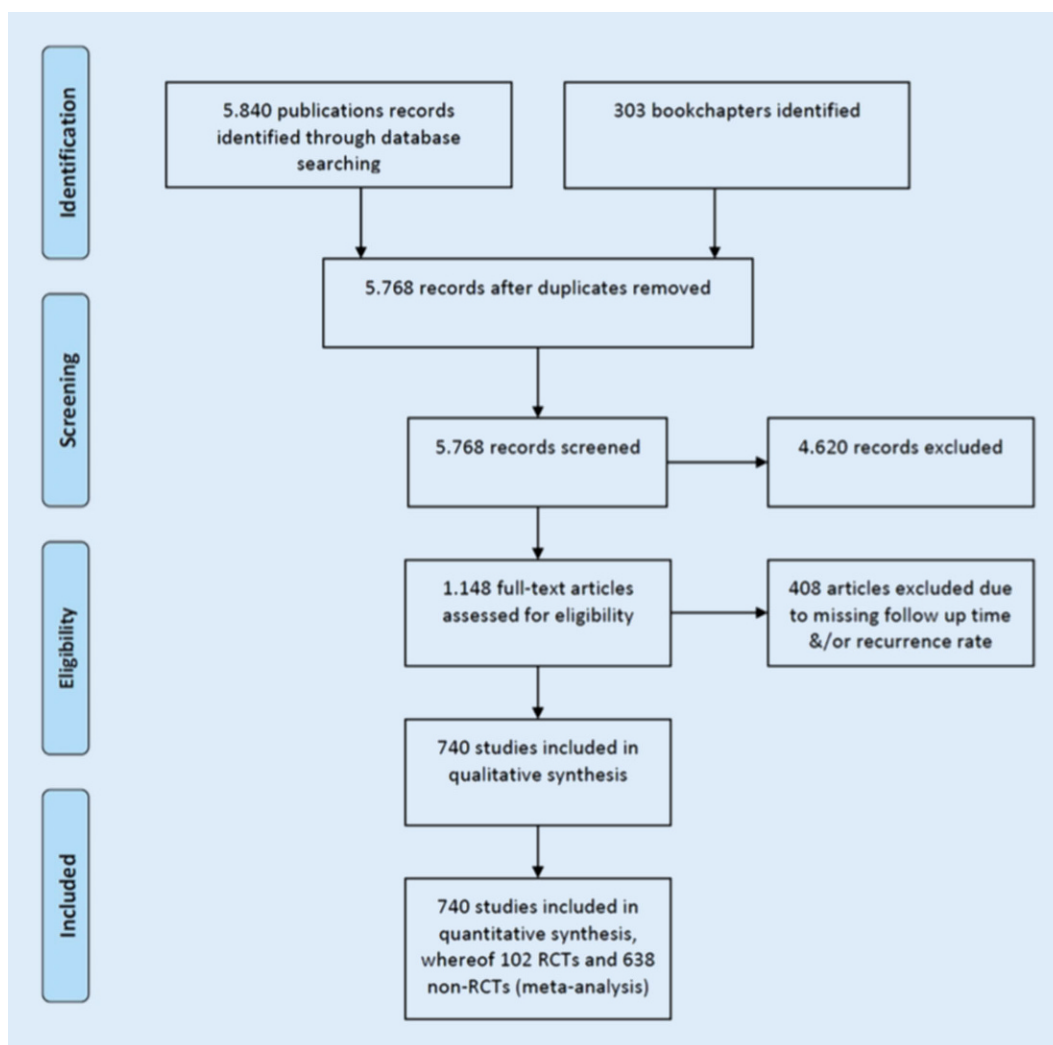 Identification
5.840 publications records
identified through database
searching
303 bookchapters identified
5.768 records after duplicates removed
Screening
5.768 records screened
4.620 records excluded
Eligibility
1.148 full-text articles
assessed for eligibility
408 articles excluded due
to missing follow up time
&/or recurrence rate
740 studies included in
qualitative synthesis
Included
740 studies included in
quantitative synthesis,
whereof 102 RCTs and 638
non-RCTs (meta-analysis)